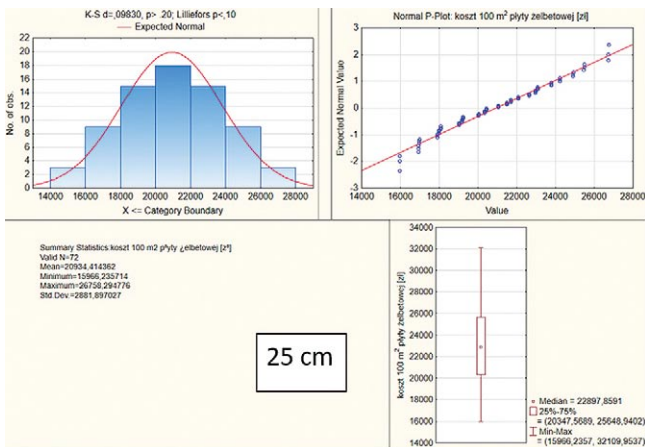 K-S d=,09830, p> .20; Lilliefors p<,10
Expected Normal
No. of obs.
22
20
18
16
14
12
10
8
6
4
2
0
14000 16000 18000 20000 22000 24000 26000 28000
X <= Category Boundary
Normal P-Plot: koszt 100 m² płyty żelbetowej [zł]
Expected Normal Value
3
2
1
0
-1
-2
-3
14000 16000 18000 20000 22000 24000 26000 28000
Value
Summary Statistics:koszt 100 m2 p³yty ¿elbetowej [z³]
Valid N=72
Mean=20934,414362
Minimum=15966,235714
Maximum=26758,294776
Std.Dev.=2881,897027
25 cm
koszt 100 m² płyty żelbetowej [zł]
34000
32000
30000
28000
26000
24000
22000
20000
18000
16000
14000
Median = 22897,8591
25%-75%
= (20347,5689, 25648,9402)
Min-Max
= (15966,2357, 32109,9537)